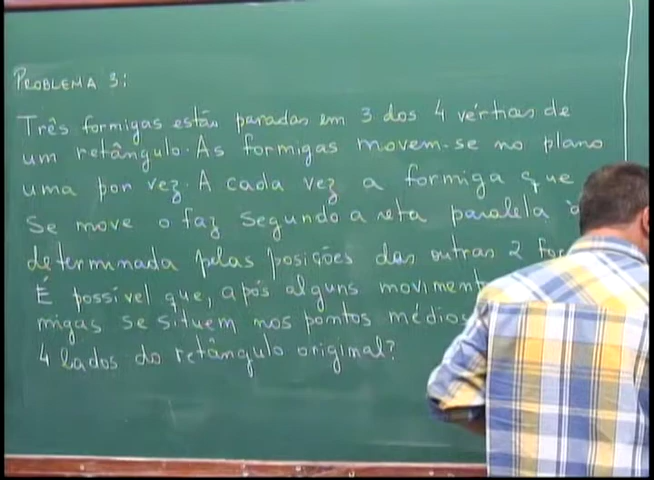 PROBLEMA 3:
Três formigas estão paradas em 3 dos 4 vértices de
um retângulo. As formigas movem-se no plano
uma por vez. A cada vez a formiga que
se move o faz segundo a reta paralela à
determinada pelas posições das outras 2 for
É possível que, após alguns moviment
migas se situem nos pontos médios
4 lados do retângulo original?